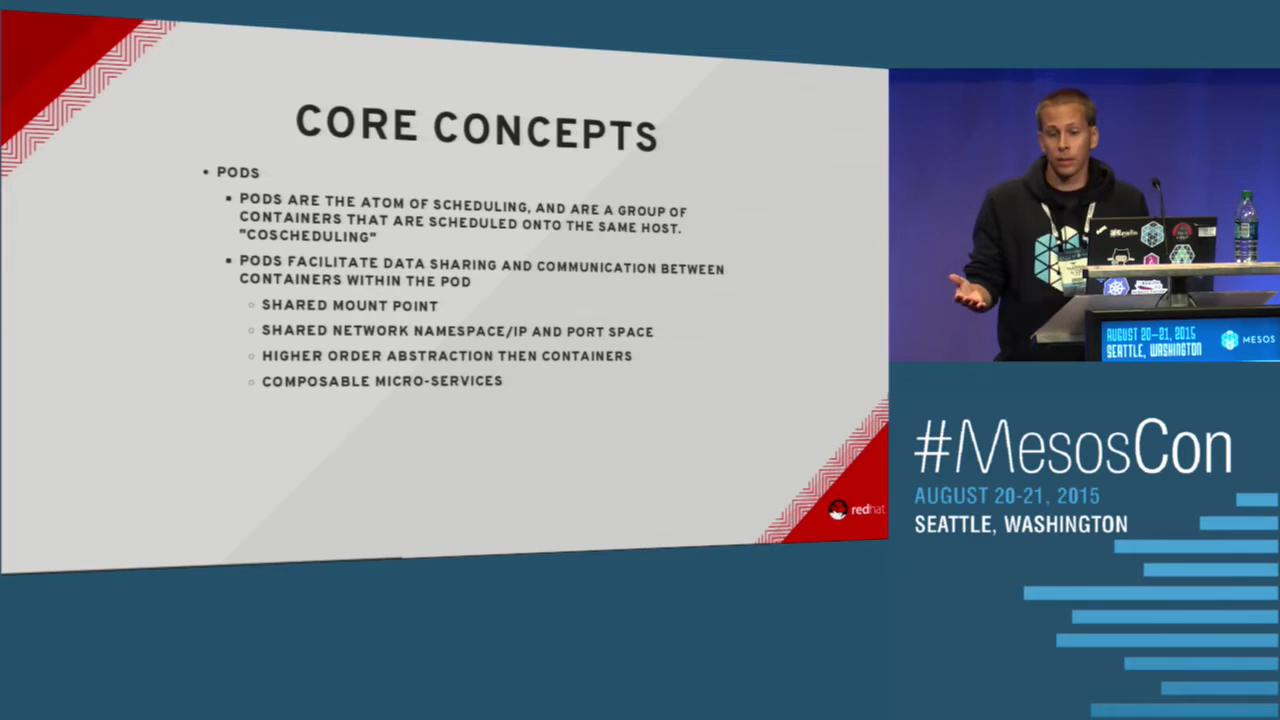 CORE CONCEPTS
PODS
PODS ARE THE ATOM OF SCHEDULING, AND ARE A GROUP OF
CONTAINERS THAT ARE SCHEDULED ONTO THE SAME HOST.
"COSCHEDULING"
PODS FACILITATE DATA SHARING AND COMMUNICATION BETWEEN
CONTAINERS WITHIN THE POD
SHARED MOUNT POINT
SHARED NETWORK NAMESPACE/IP AND PORT SPACE
HIGHER ORDER ABSTRACTION THEN CONTAINERS
COMPOSABLE MICRO-SERVICES
redhat
AUGUST 20-21, 2015
SEATTLE, WASHINGTON
MESOS
#MesosCon
AUGUST 20-21, 2015
SEATTLE, WASHINGTON